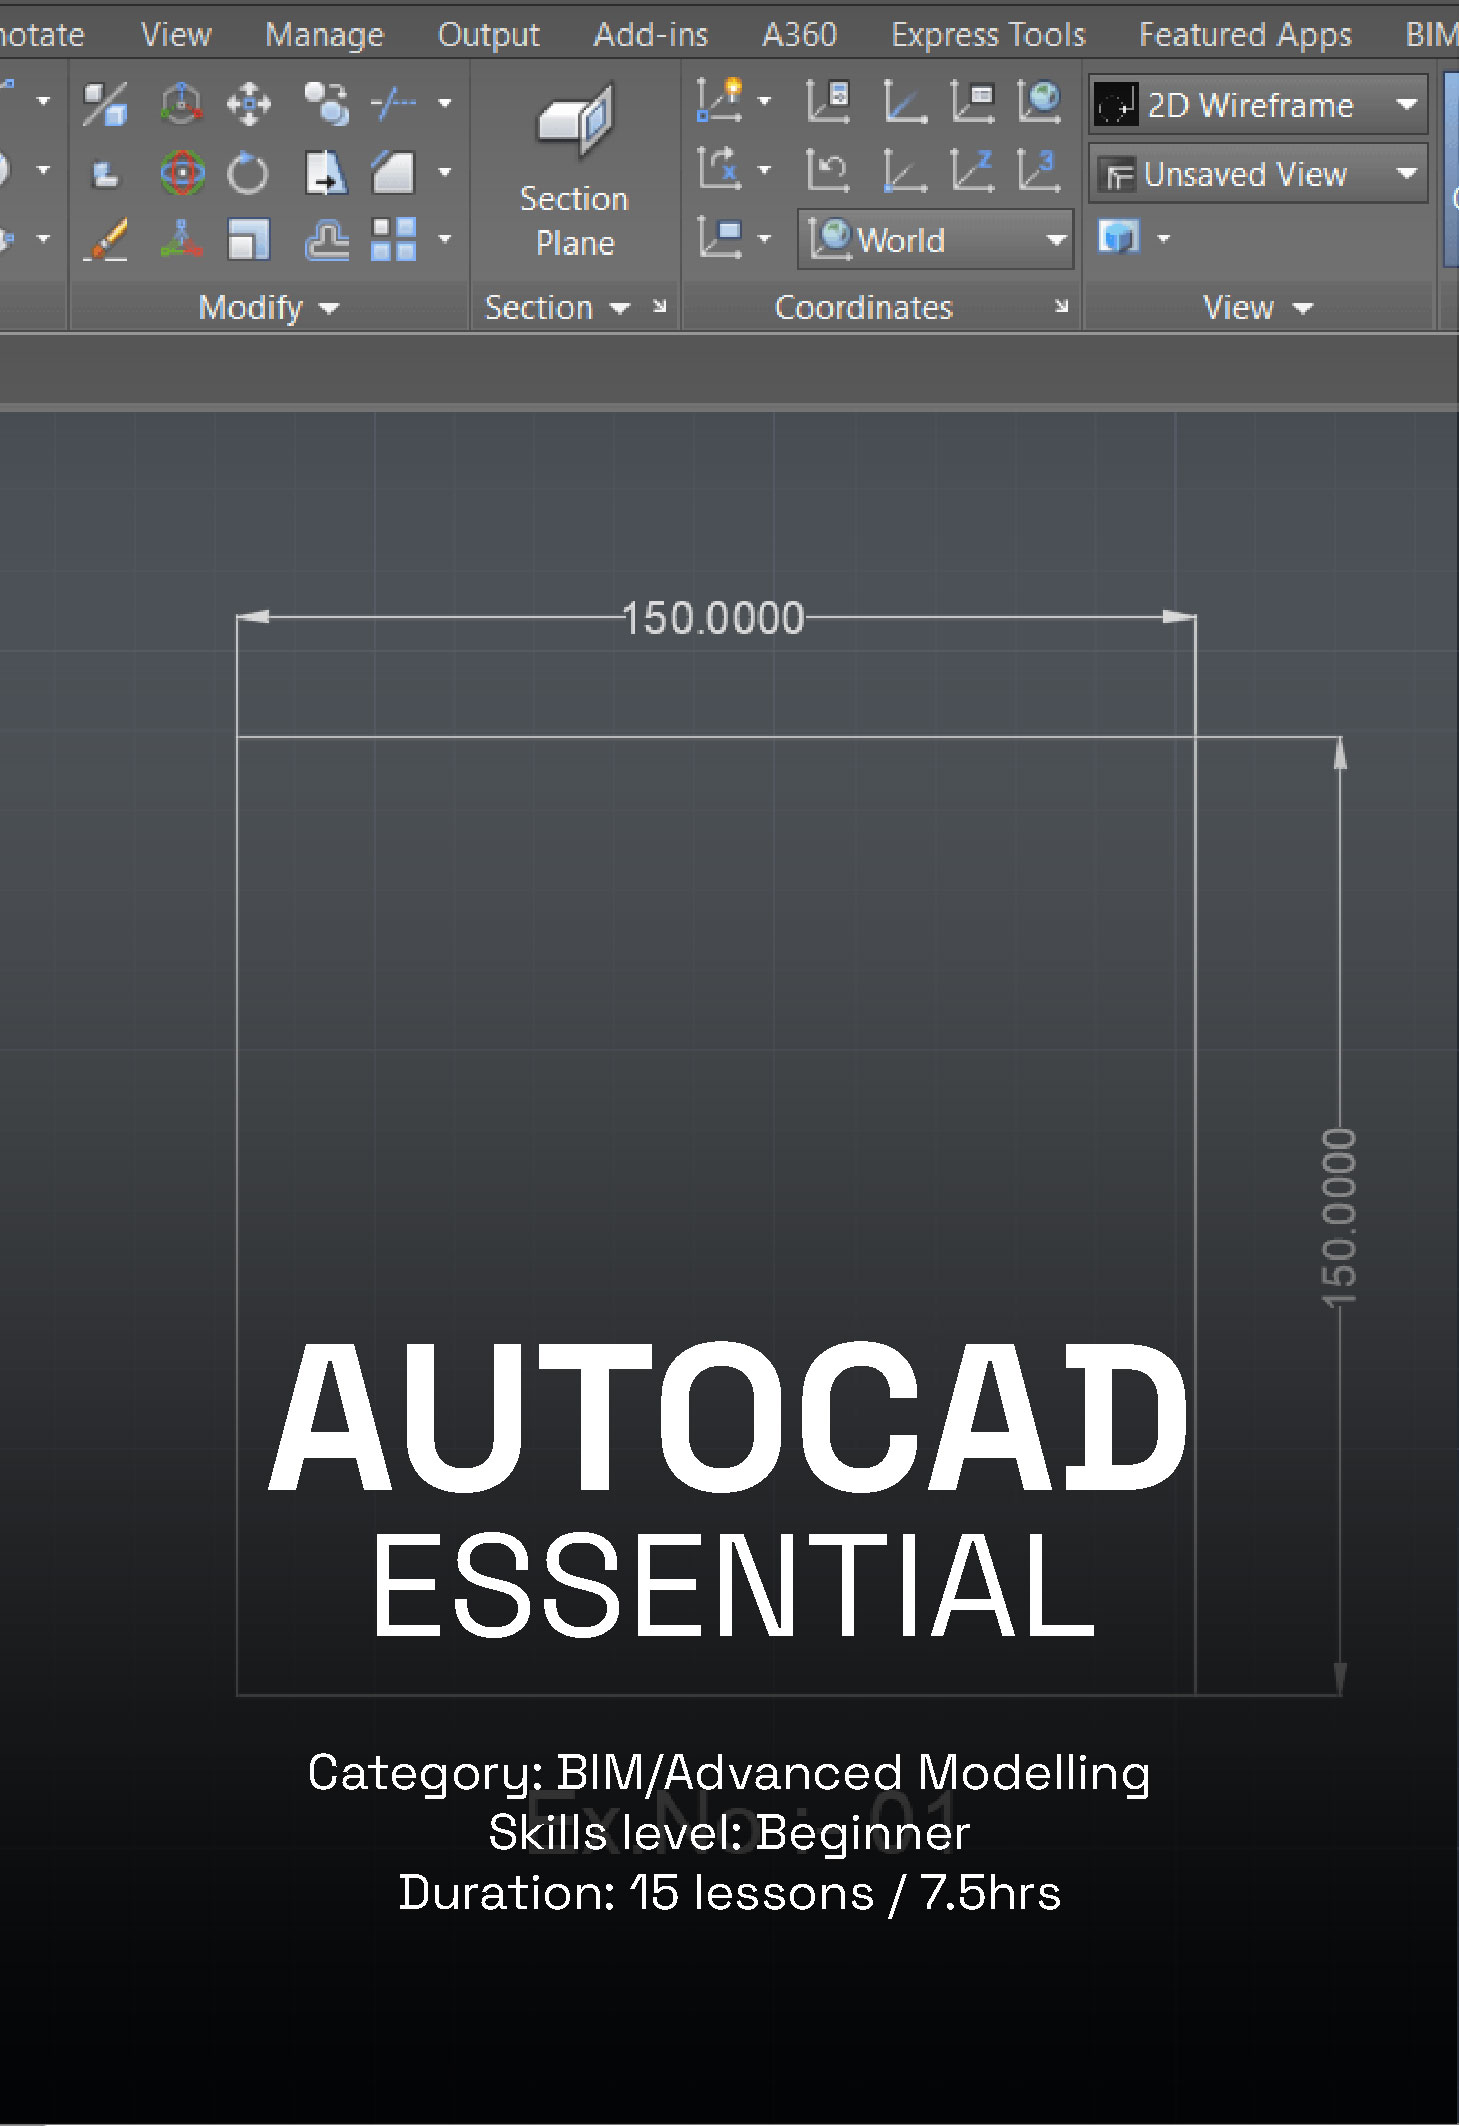 notate View Manage Output Add-ins A360 Express Tools Featured Apps BIM
2D Wireframe
Unsaved View
Section
Plane
World
Modify Section Coordinates View
150.0000
150.0000
AUTOCAD
ESSENTIAL
Category: BIM/Advanced Modelling
Ex.No :- 01
Skills level: Beginner
Duration: 15 lessons / 7.5hrs